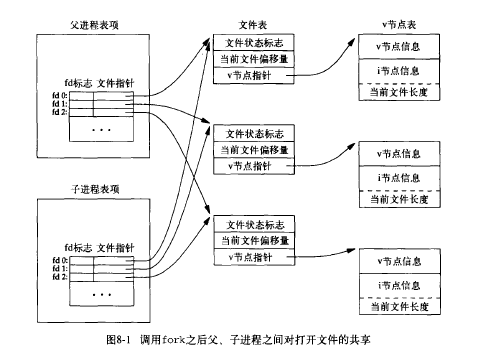 父进程表项
文件表
v节点表
fd标志 文件指针
fd 0:
fd 1:
fd 2:
...
文件状态标志
当前文件偏移量
v节点指针
v节点信息
i节点信息
当前文件长度
文件状态标志
当前文件偏移量
v节点指针
v节点信息
i节点信息
当前文件长度
子进程表项
fd标志 文件指针
fd 0:
fd 1:
fd 2:
...
文件状态标志
当前文件偏移量
v节点指针
v节点信息
i节点信息
当前文件长度
图8-1 调用fork之后父、子进程之间对打开文件的共享